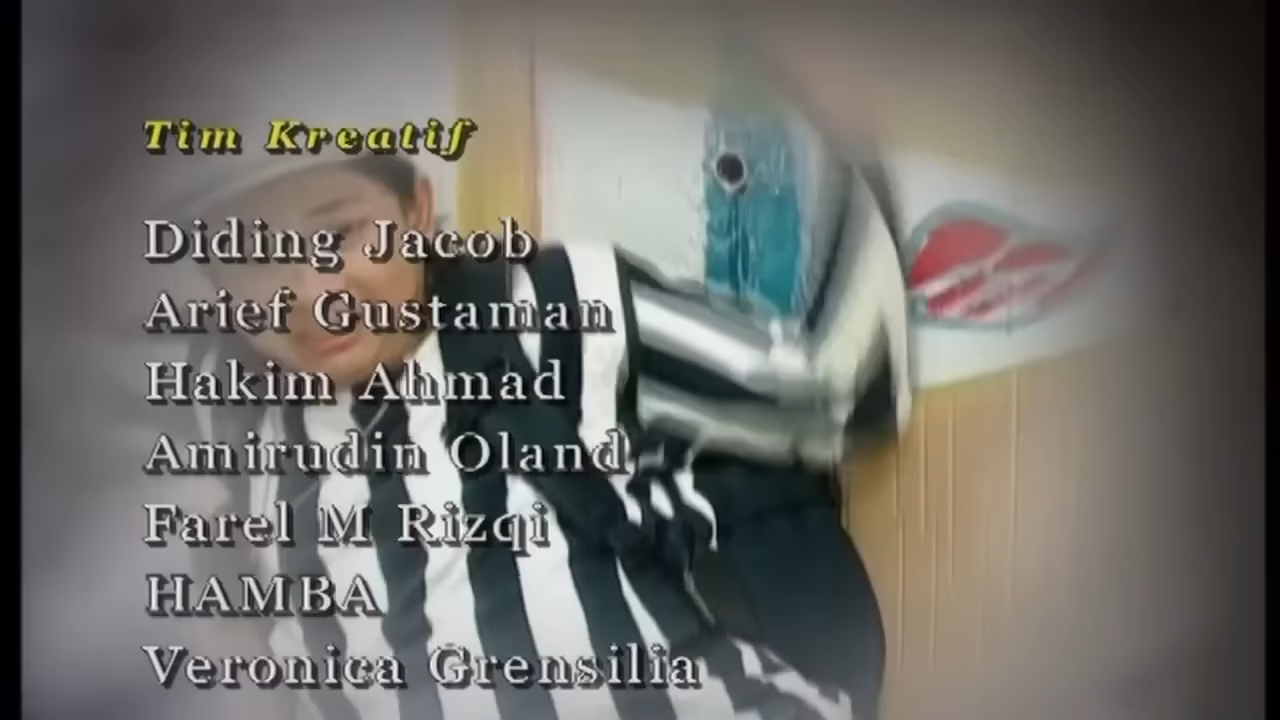 Tim Kreatif
Diding Jacob
Arief Gustaman
Hakim Ahmad
Amirudin Oland
Farel M Rizqi
HAMBA
Veronica Grensilia